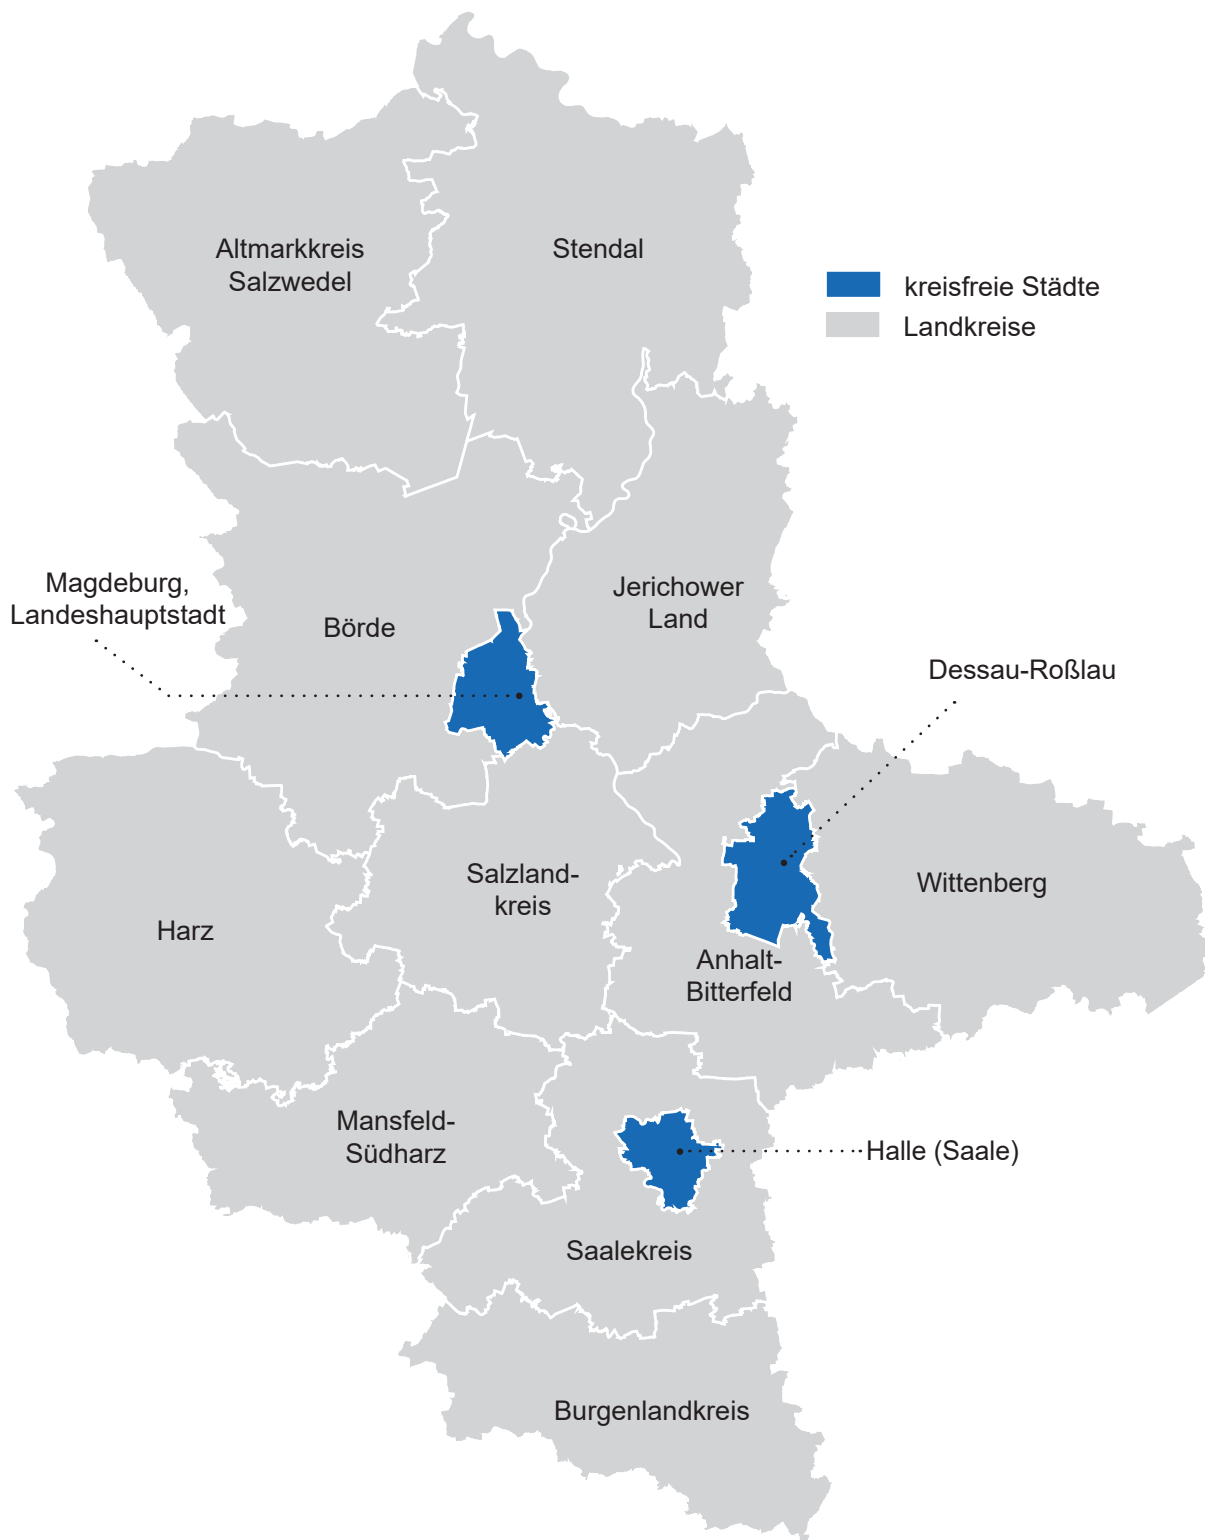 Altmarkkreis
Salzwedel
Stendal
kreisfreie Städte
Landkreise
Magdeburg,
Landeshauptstadt
Börde
Jerichower
Land
Dessau-Roßlau
Harz
Salzland-
kreis
Wittenberg
Anhalt-
Bitterfeld
Mansfeld-
Südharz
Halle (Saale)
Saalekreis
Burgenlandkreis